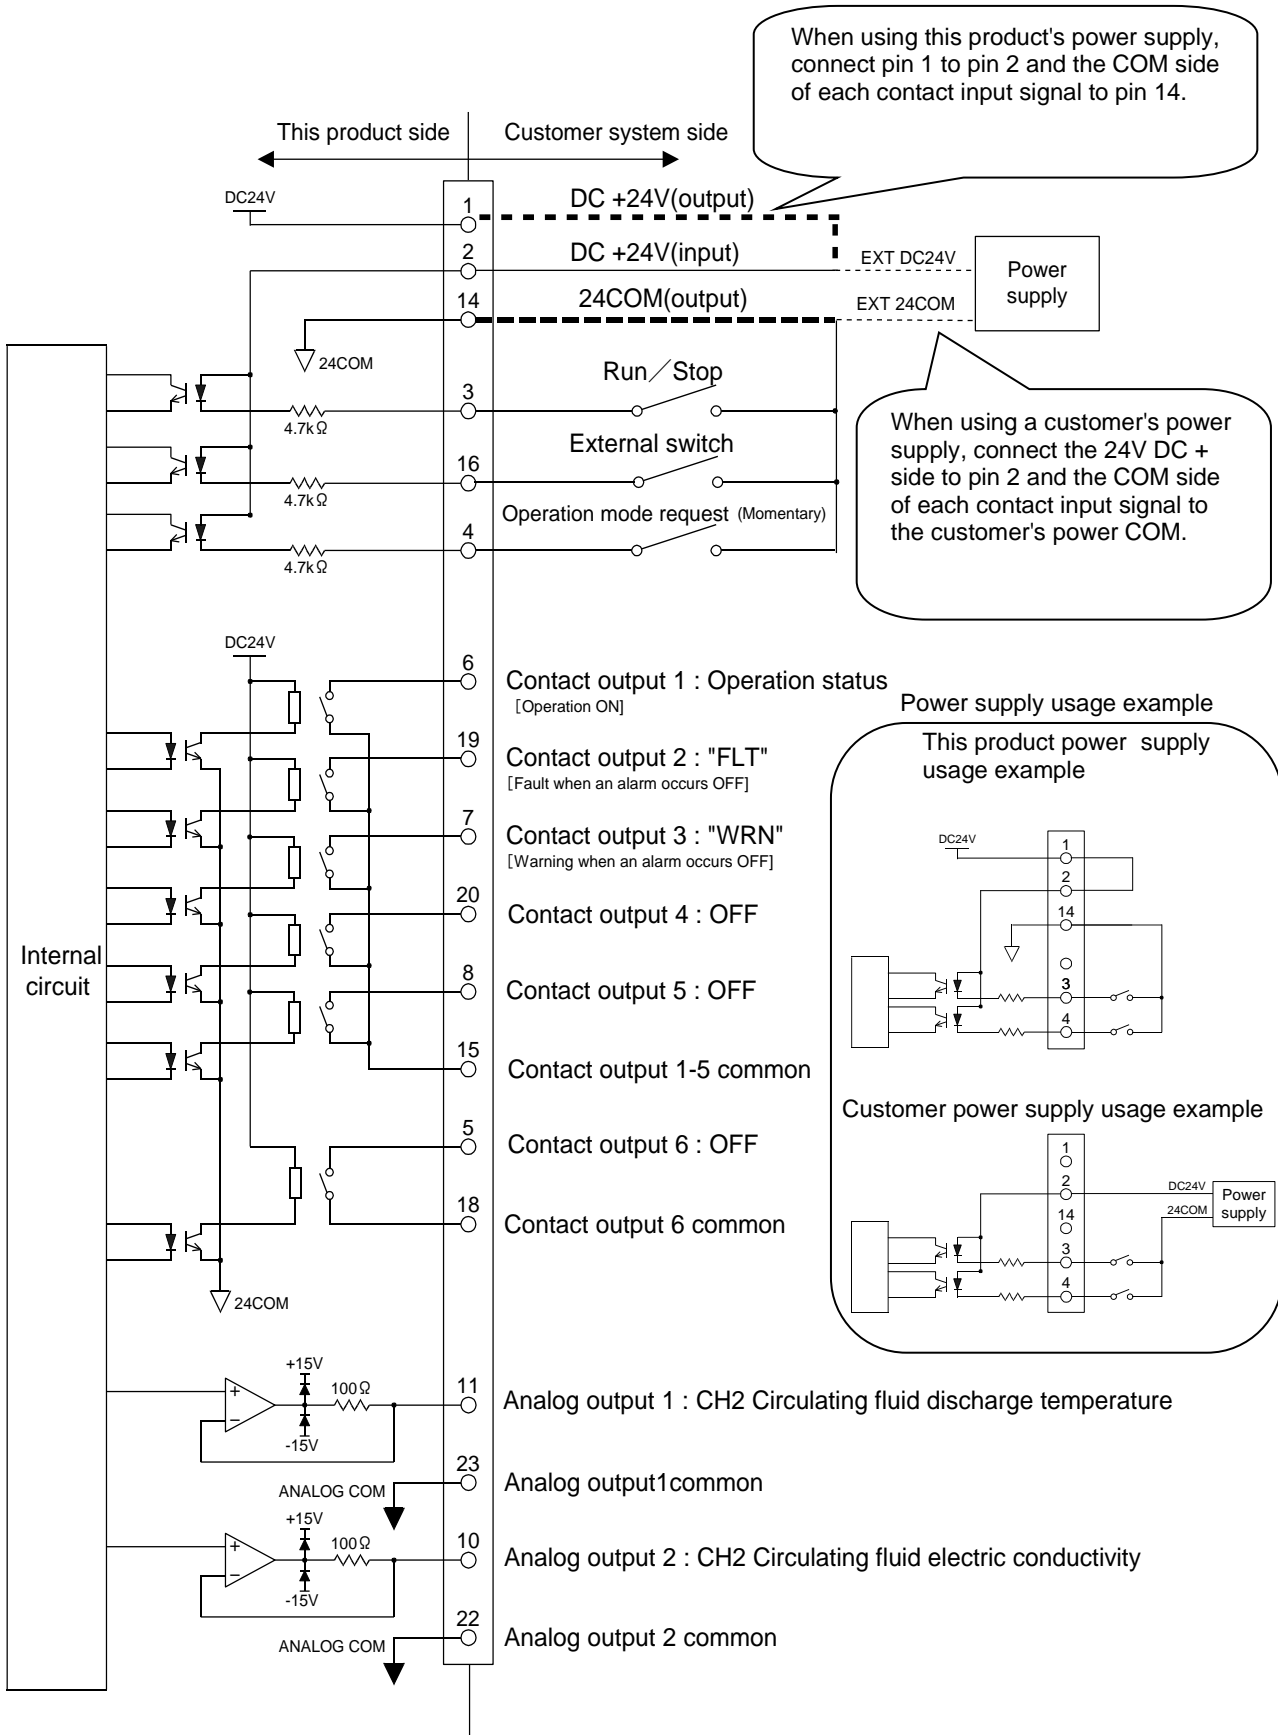 When using this product's power supply,
connect pin 1 to pin 2 and the COM side
of each contact input signal to pin 14.
This product side
Customer system side
DC24V
1
DC +24V(output)
2
DC +24V(input)
EXT DC24V
Power
supply
14
24COM(output)
EXT 24COM
24COM
Run／Stop
3
4.7kΩ
External switch
16
4.7kΩ
Operation mode request (Momentary)
4
4.7kΩ
When using a customer's power
supply, connect the 24V DC +
side to pin 2 and the COM side
of each contact input signal to
the customer's power COM.
Internal
circuit
DC24V
6
Contact output 1 : Operation status
[Operation ON]
19
Contact output 2 : "FLT"
[Fault when an alarm occurs OFF]
7
Contact output 3 : "WRN"
[Warning when an alarm occurs OFF]
20
Contact output 4 : OFF
8
Contact output 5 : OFF
15
Contact output 1-5 common
5
Contact output 6 : OFF
18
Contact output 6 common
24COM
Power supply usage example
This product power supply
usage example
DC24V
1
2
14
3
4
Customer power supply usage example
1
2
14
3
4
DC24V
24COM
Power
supply
+15V
100Ω
+
−
-15V
11
Analog output 1 : CH2 Circulating fluid discharge temperature
23
ANALOG COM
Analog output1common
+15V
100Ω
+
−
-15V
10
Analog output 2 : CH2 Circulating fluid electric conductivity
22
ANALOG COM
Analog output 2 common